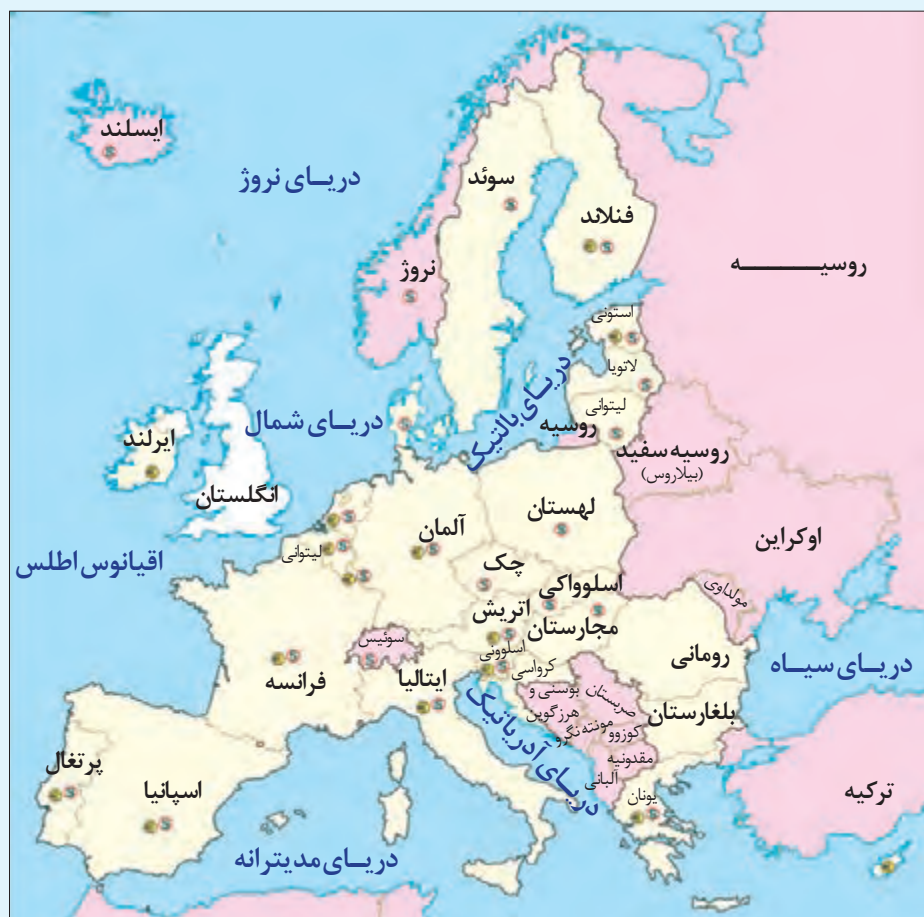 ایسلند
دریای نروژ
سوئد
فنلاند
نروژ
روسیه
استونی
لاتویا
لیتوانی
روسیه
دریای بالتیک
دریای شمال
ایرلند
انگلستان
روسیه سفید
(بیلاروس)
لهستان
آلمان
لیتوانی
اوکراین
اقیانوس اطلس
چک
اسلوواکی
مولداوی
اتریش
مجارستان
سوئیس
اسلوونی
کرواسی
رومانی
دریای سیاه
فرانسه
ایتالیا
بوسنی و
هرزگوین
صربستان
مونته نگرو
کوزوو
بلغارستان
دریای آدریاتیک
مقدونیه
آلبانی
یونان
ترکیه
پرتغال
اسپانیا
دریای مدیترانه